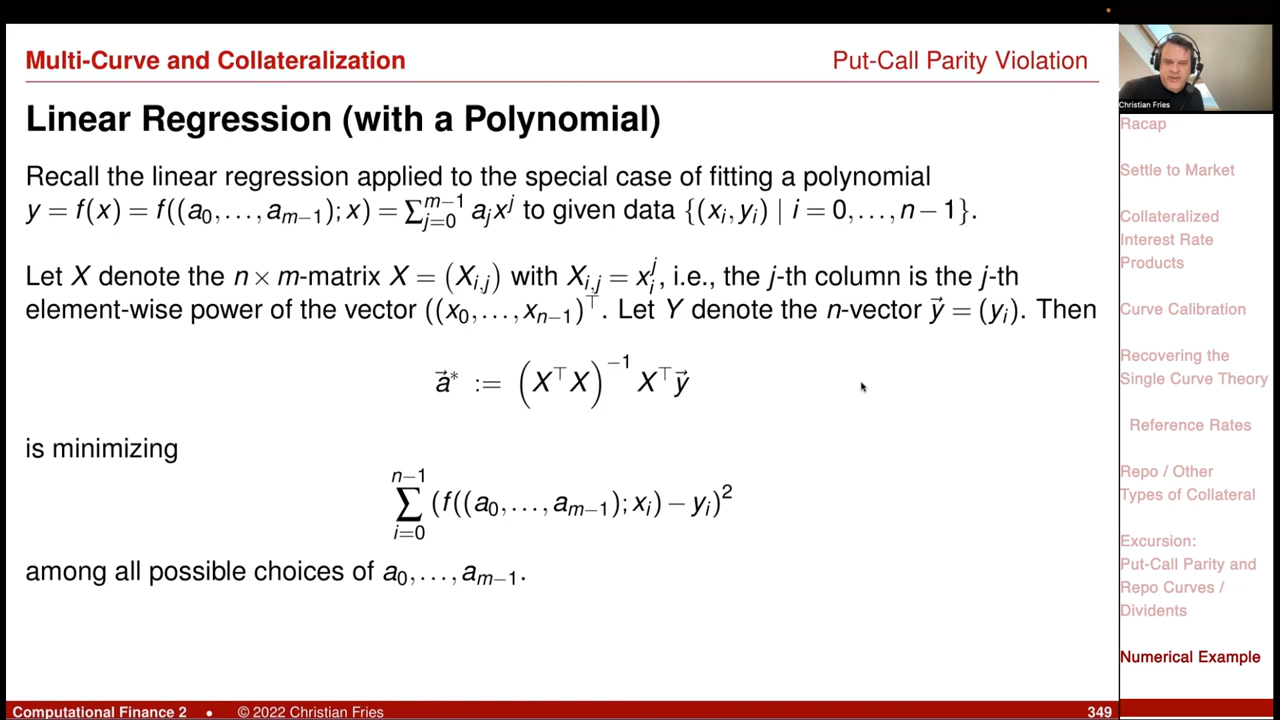 Multi-Curve and Collateralization
Put-Call Parity Violation
Linear Regression (with a Polynomial)
Recall the linear regression applied to the special case of fitting a polynomial
y = f(x) = f((a_0, …, a_{m−1}); x) = ∑_{j=0}^{m−1} a_j x^j to given data {(x_i, y_i) | i = 0, …, n − 1}.
Let X denote the n × m-matrix X = (X_{i,j}) with X_{i,j} = x_i^j, i.e., the j-th column is the j-th
element-wise power of the vector ((x_0, …, x_{n−1})^⊤. Let Y denote the n-vector \vec{y} = (y_i). Then
\vec{a}^* := (X^⊤ X)^{−1} X^⊤ \vec{y}
is minimizing
∑_{i=0}^{n−1} (f((a_0, …, a_{m−1}); x_i) − y_i)^2
among all possible choices of a_0, …, a_{m−1}.
Christian Fries
Racap
Settle to Market
Collateralized
Interest Rate
Products
Curve Calibration
Recovering the
Single Curve Theory
Reference Rates
Repo / Other
Types of Collateral
Excursion:
Put-Call Parity and
Repo Curves /
Dividents
Numerical Example
Computational Finance 2 • © 2022 Christian Fries
349